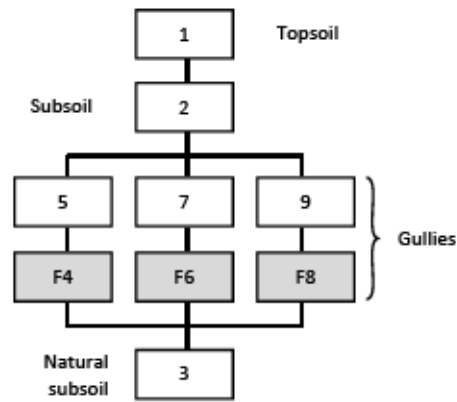 1 Topsoil
Subsoil 2
5 7 9
Gullies
F4 F6 F8
Natural
subsoil
3